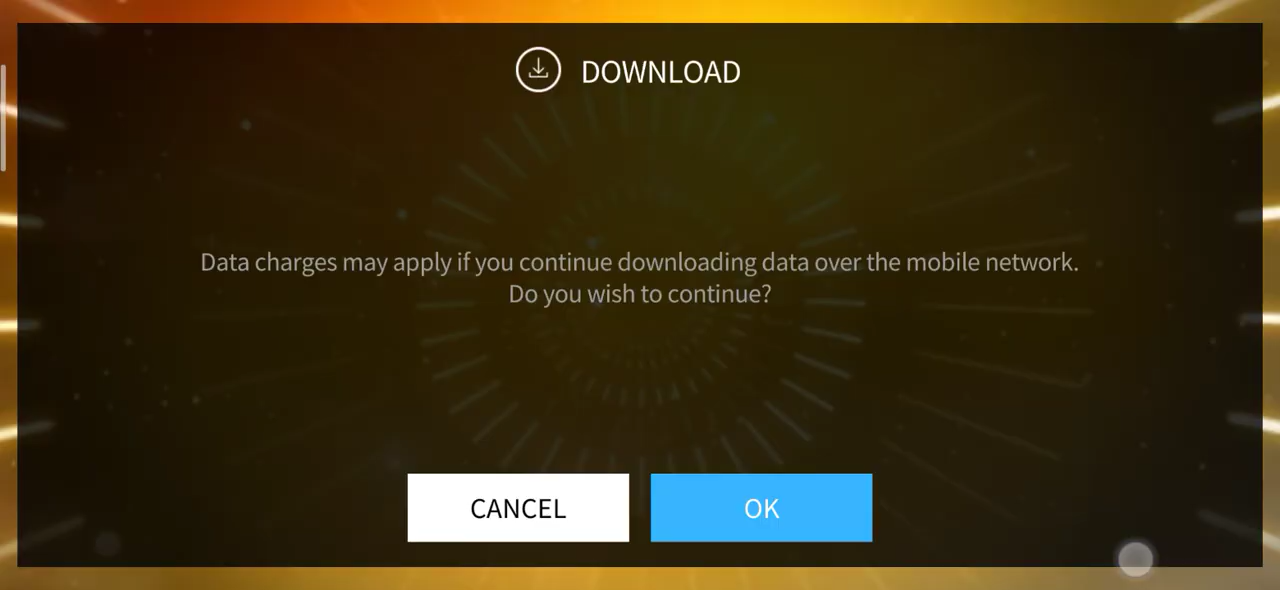 DOWNLOAD
Data charges may apply if you continue downloading data over the mobile network.
Do you wish to continue?
CANCEL
OK